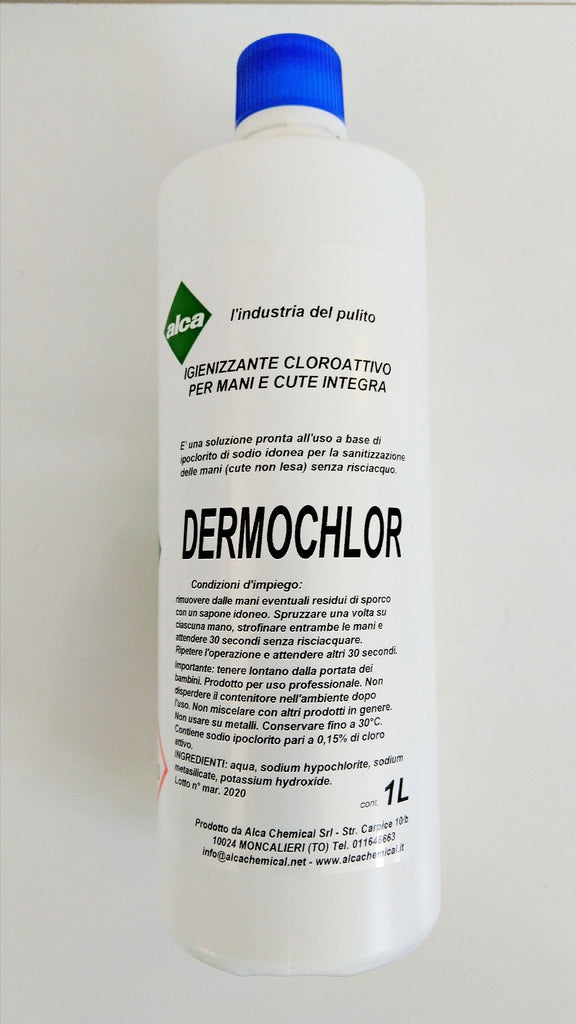 alca
l'industria del pulito
IGIENIZZANTE CLOROATTIVO
PER MANI E CUTE INTEGRA
E' una soluzione pronta all'uso a base di
ipoclorito di sodio idonea per la sanitizzazione
delle mani (cute non lesa) senza risciacquo.
DERMOCHLOR
Condizioni d'impiego:
rimuovere dalle mani eventuali residui di sporco
con un sapone idoneo. Spruzzare una volta su
ciascuna mano, strofinare entrambe le mani e
attendere 30 secondi senza risciacquare.
Ripetere l'operazione e attendere altri 30 secondi.
Importante: tenere lontano dalla portata dei
bambini. Prodotto per uso professionale. Non
disperdere il contenitore nell'ambiente dopo
l'uso. Non miscelare con altri prodotti in genere.
Non usare su metalli. Conservare fino a 30°C.
Contiene sodio ipoclorito pari a 0,15% di cloro
attivo.
INGREDIENTI: aqua, sodium hypochlorite, sodium
metasilicate, potassium hydroxide.
Lotto n° mar. 2020
cont. 1L
Prodotto da Alca Chemical Srl - Str. Carpice 10/b
10024 MONCALIERI (TO) Tel. 011646663
info@alcachemical.net - www.alcachemical.it